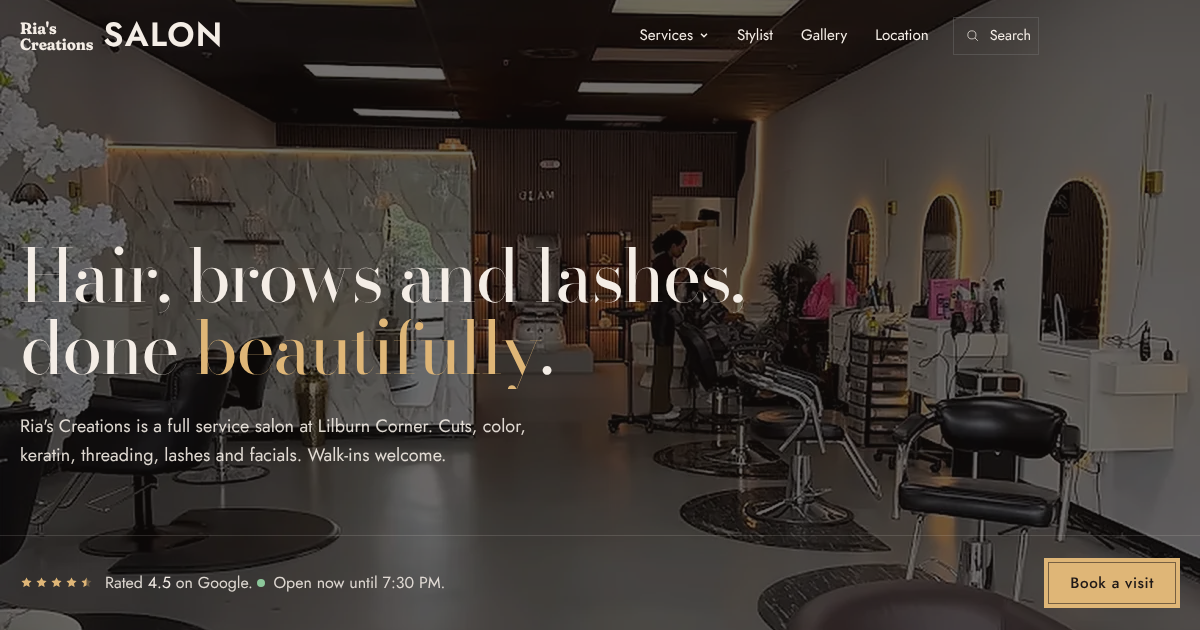 Ria's
Creations SALON
Services Stylist Gallery Location Search
GLAM
Hair, brows and lashes.
done beautifully.
Ria's Creations is a full service salon at Lilburn Corner. Cuts, color,
keratin, threading, lashes and facials. Walk-ins welcome.
Rated 4.5 on Google. Open now until 7:30 PM.
Book a visit